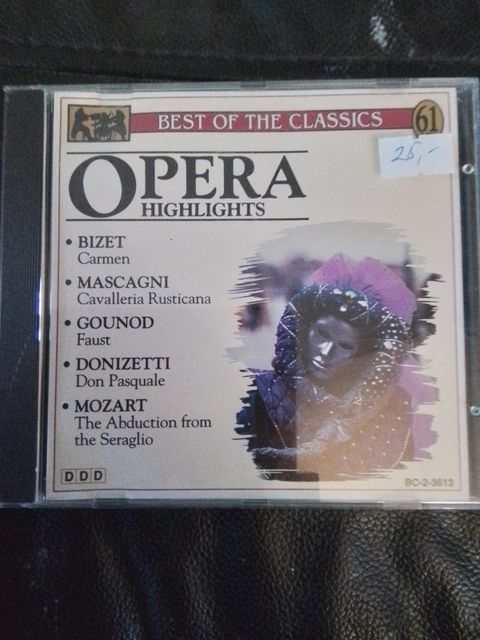 BEST OF THE CLASSICS
61
25,-
OPERA
HIGHLIGHTS
• BIZET
Carmen
• MASCAGNI
Cavalleria Rusticana
• GOUNOD
Faust
• DONIZETTI
Don Pasquale
• MOZART
The Abduction from
the Seraglio
DDD
BC-2-3613